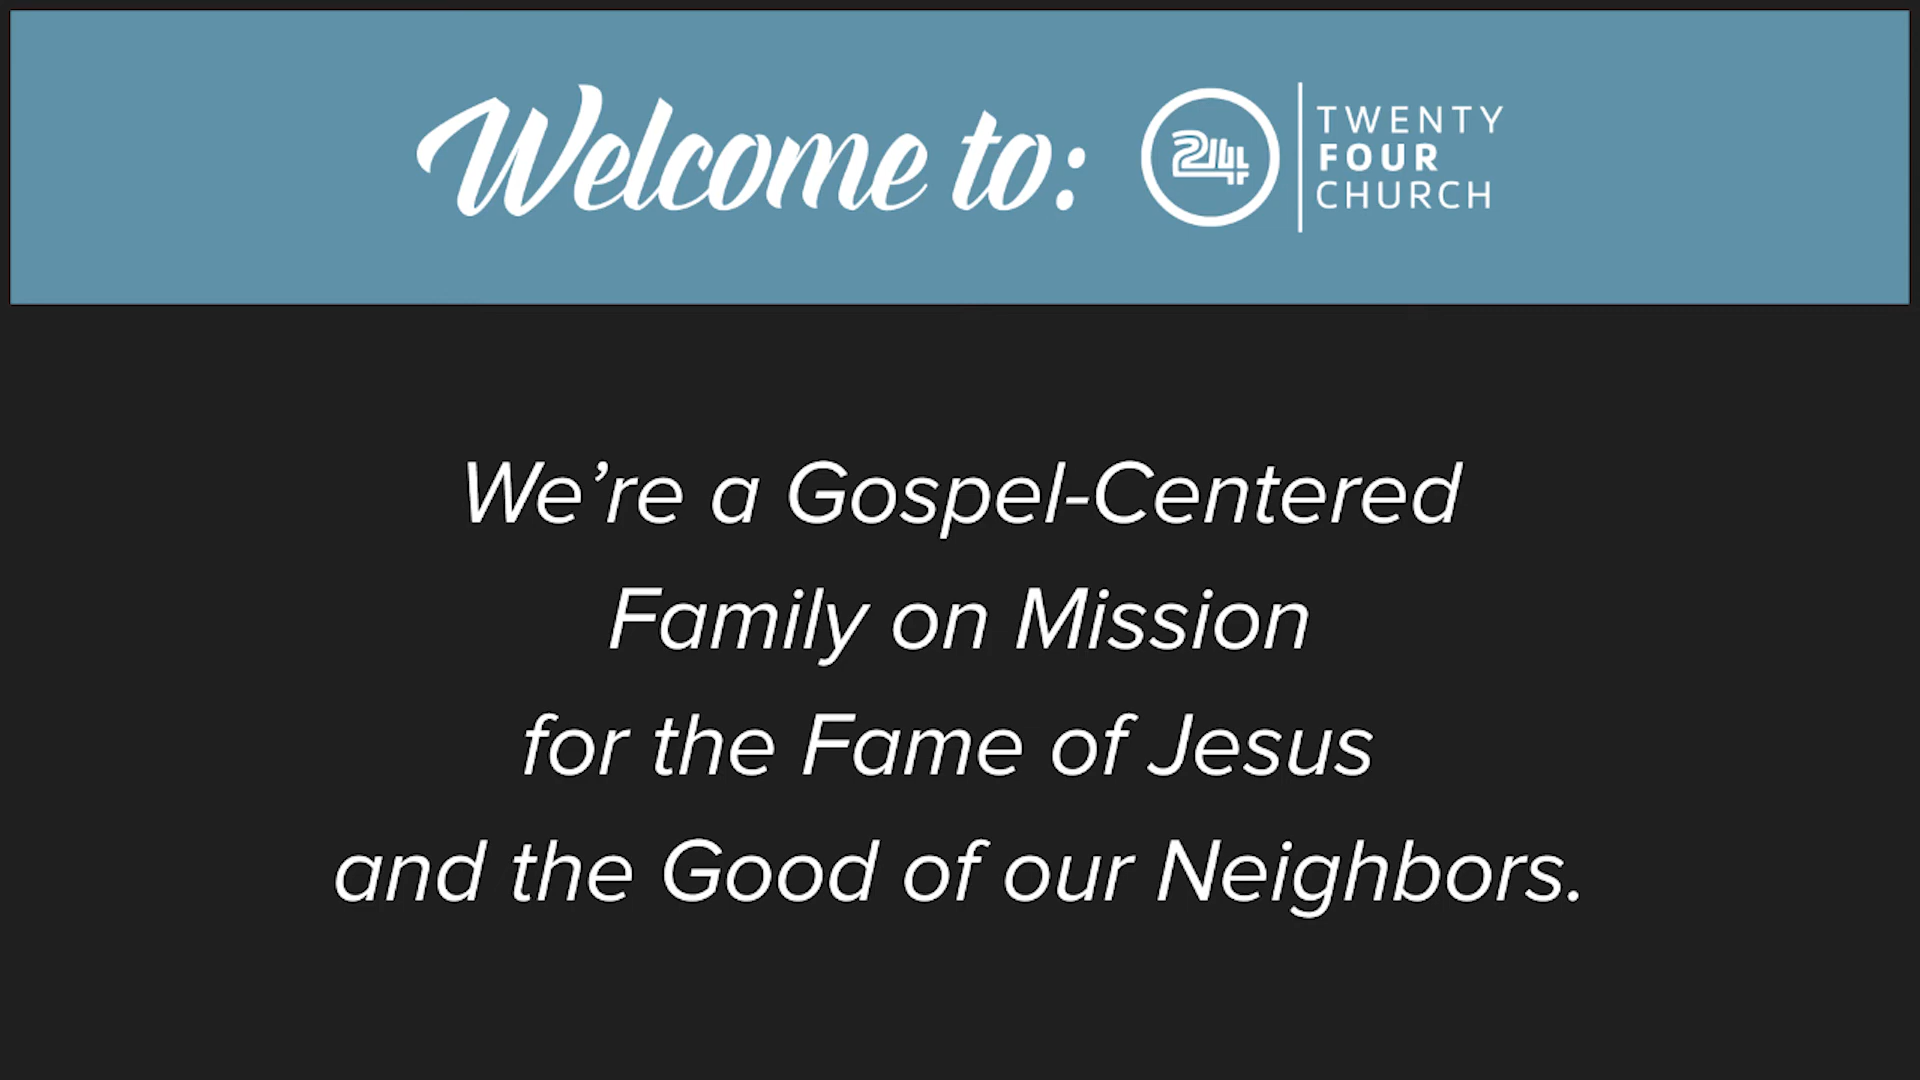 Welcome to:
24
TWENTY
FOUR
CHURCH
We’re a Gospel-Centered
Family on Mission
for the Fame of Jesus
and the Good of our Neighbors.